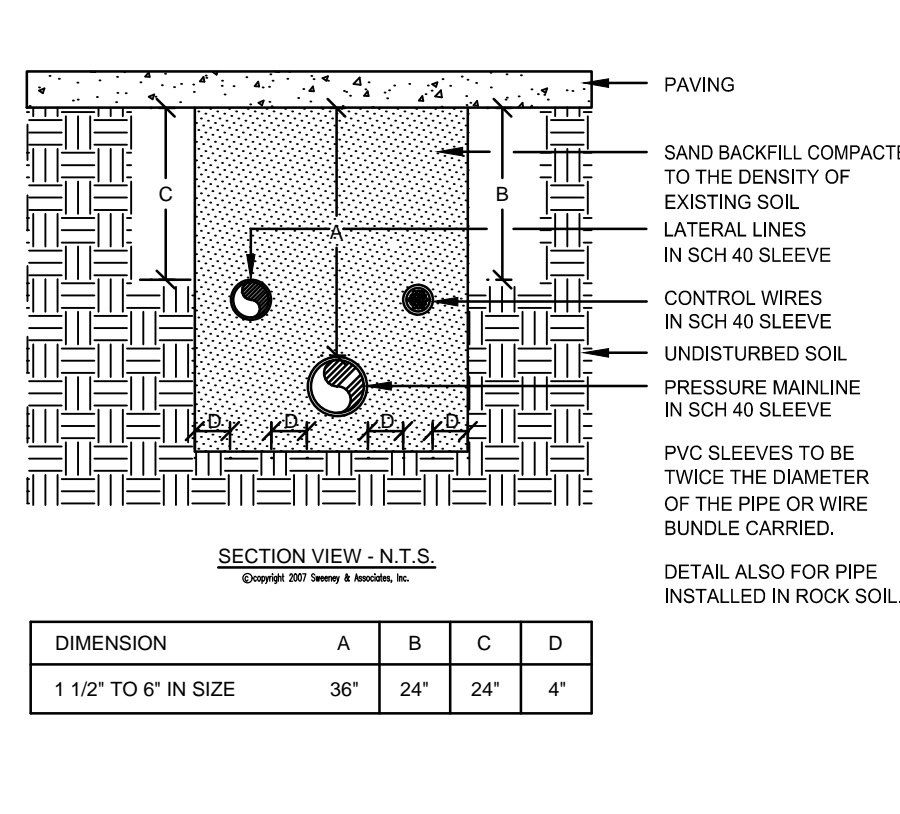 PAVING
SAND BACKFILL COMPACTE
TO THE DENSITY OF
EXISTING SOIL
C
B
A
LATERAL LINES
IN SCH 40 SLEEVE
CONTROL WIRES
IN SCH 40 SLEEVE
UNDISTURBED SOIL
PRESSURE MAINLINE
IN SCH 40 SLEEVE
D D D D
PVC SLEEVES TO BE
TWICE THE DIAMETER
OF THE PIPE OR WIRE
BUNDLE CARRIED.
DETAIL ALSO FOR PIPE
INSTALLED IN ROCK SOIL.
SECTION VIEW - N.T.S.
©copyright 2007 Sweeney & Associates, Inc.
DIMENSION A B C D
1 1/2" TO 6" IN SIZE 36" 24" 24" 4"